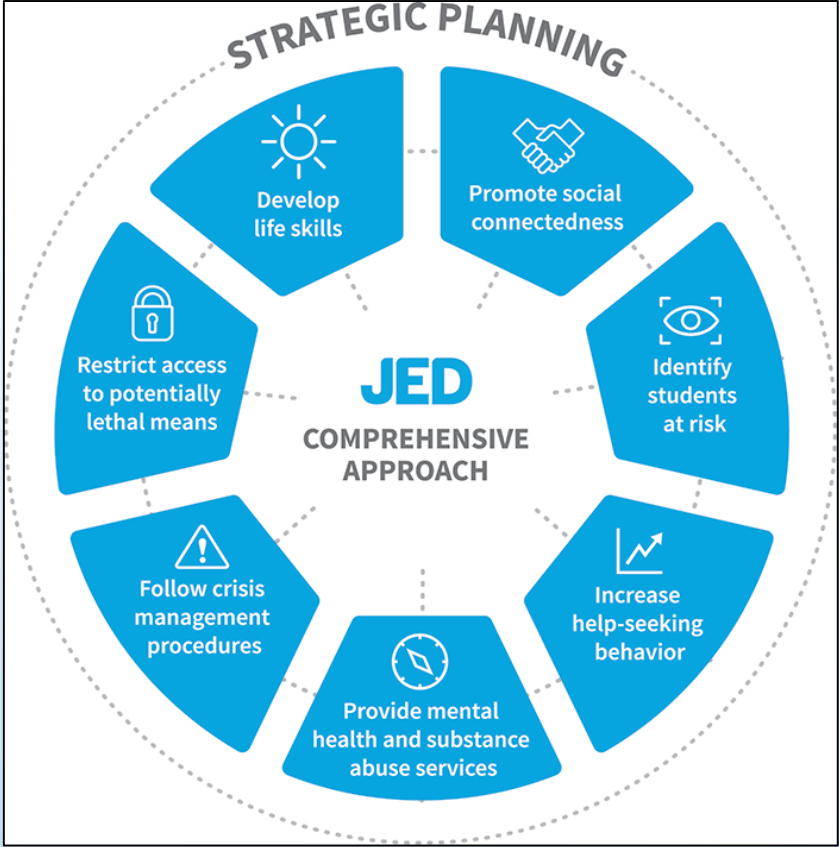 STRATEGIC PLANNING
Develop
life skills
Promote social
connectedness
Identify
students
at risk
Increase
help-seeking
behavior
Provide mental
health and substance
abuse services
Follow crisis
management
procedures
Restrict access
to potentially
lethal means
JED
COMPREHENSIVE
APPROACH